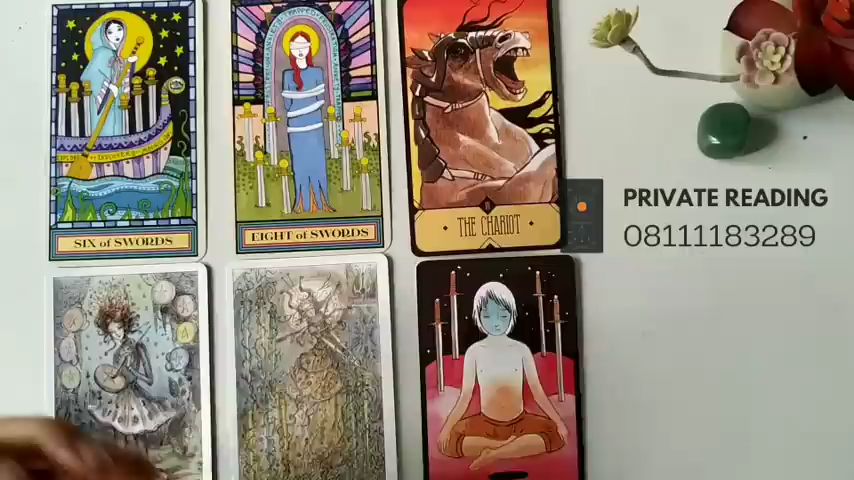 SIX of SWORDS
EIGHT of SWORDS
THE CHARIOT
PRIVATE READING
08111183289